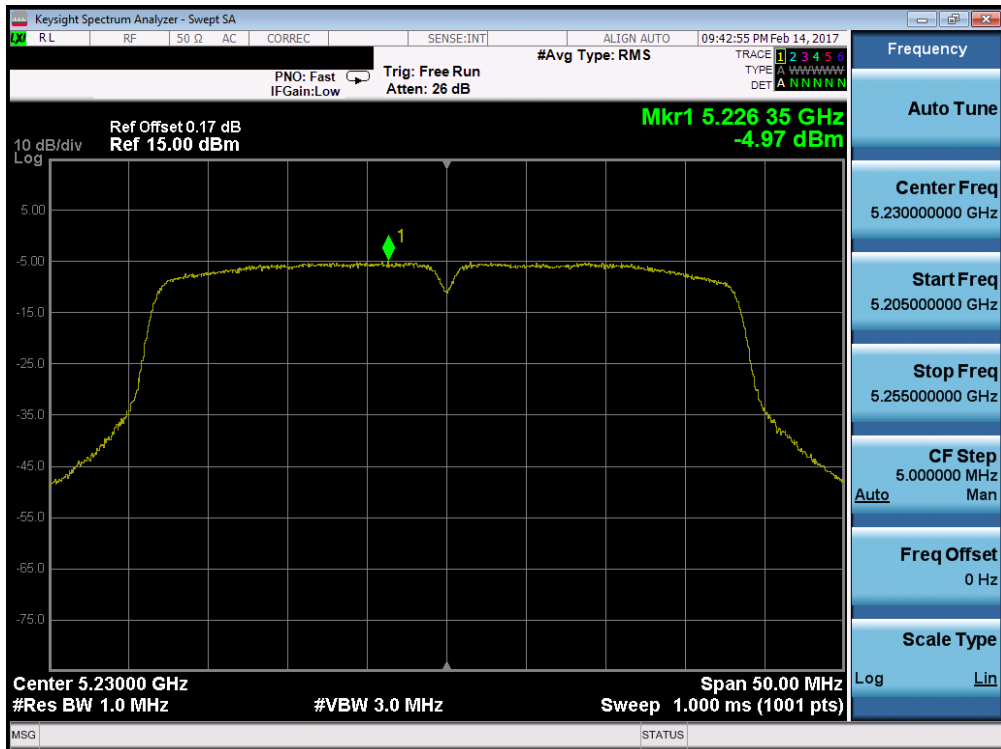 Keysight Spectrum Analyzer - Swept SA
LXI RL RF 50 Ω AC CORREC SENSE:INT ALIGN AUTO 09:42:55 PM Feb 14, 2017
PNO: Fast
IFGain:Low
Trig: Free Run
Atten: 26 dB
#Avg Type: RMS
TRACE 1 2 3 4 5 6
TYPE A WWWWW
DET A N N N N N
Ref Offset 0.17 dB
10 dB/div Ref 15.00 dBm
Log
Mkr1 5.226 35 GHz
-4.97 dBm
5.00
1
-5.00
-15.0
-25.0
-35.0
-45.0
-55.0
-65.0
-75.0
Center 5.23000 GHz Span 50.00 MHz
#Res BW 1.0 MHz #VBW 3.0 MHz Sweep 1.000 ms (1001 pts)
MSG STATUS
Frequency
Auto Tune
Center Freq
5.230000000 GHz
Start Freq
5.205000000 GHz
Stop Freq
5.255000000 GHz
CF Step
5.000000 MHz
Auto Man
Freq Offset
0 Hz
Scale Type
Log Lin